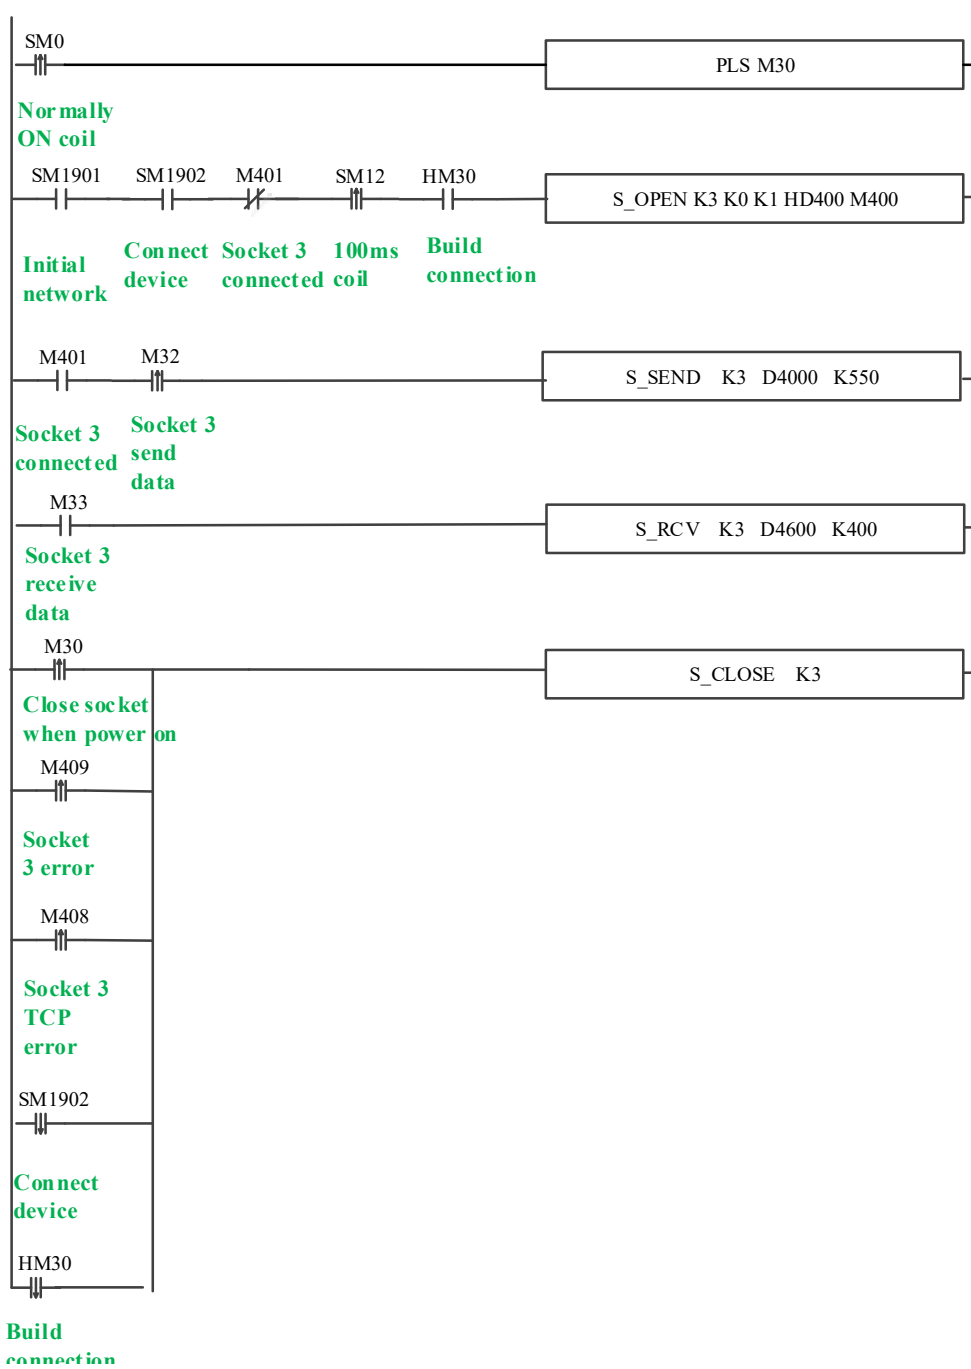 SM0
PLS M30
Normally
ON coil
SM1901 SM1902 M401 SM12 HM30
S_OPEN K3 K0 K1 HD400 M400
Initial
network
Connect
device
Socket 3
connected
100ms
coil
Build
connection
M401 M32
S_SEND K3 D4000 K550
Socket 3
connected
Socket 3
send
data
M33
S_RCV K3 D4600 K400
Socket 3
receive
data
M30
S_CLOSE K3
Close socket
when power on
M409
Socket
3 error
M408
Socket 3
TCP
error
SM1902
Connect
device
HM30
Build
connection